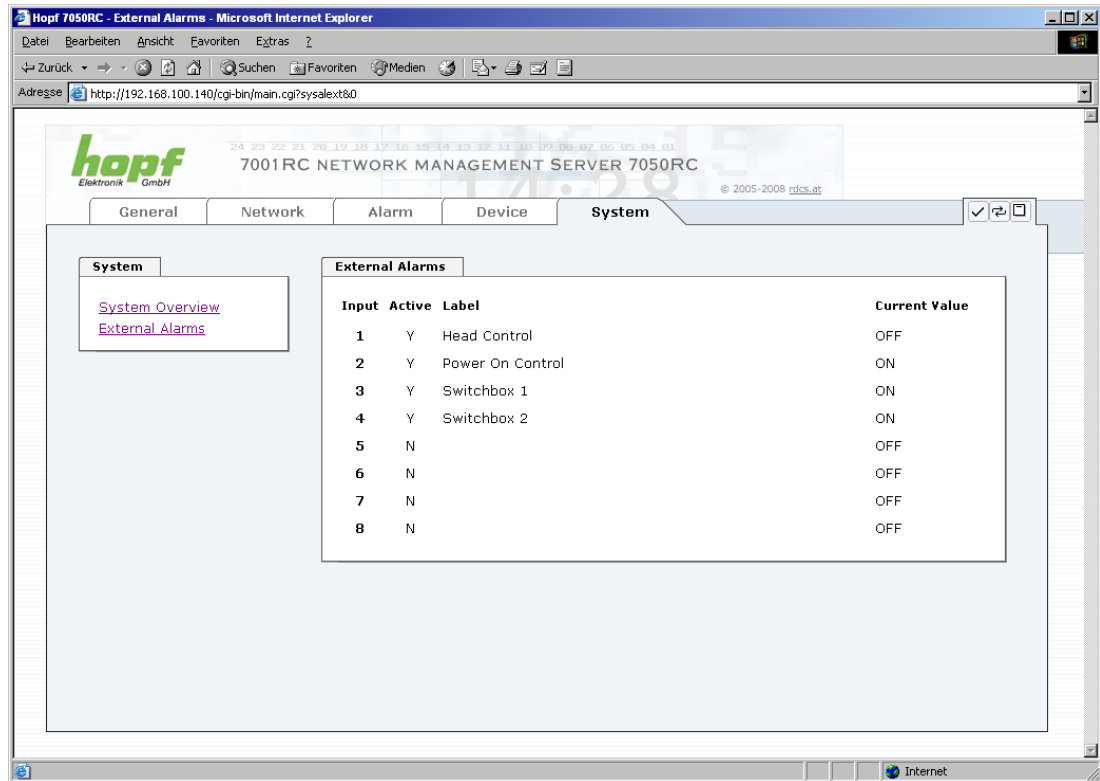 Hopf 7050RC - External Alarms - Microsoft Internet Explorer
Datei Bearbeiten Ansicht Favoriten Extras ?
Zurück Suchen Favoriten Medien
Adresse http://192.168.100.140/cgi-bin/main.cgi?sysalext&0
24 23 22 21 20 19 18 17 16 15 14 13 12 11 10 09 08 07 06 05 04 03
hopf
Elektronik GmbH
7001RC NETWORK MANAGEMENT SERVER 7050RC
14:28
© 2005-2008 rdcs.at
General Network Alarm Device System
System
System Overview
External Alarms
External Alarms
Input Active Label Current Value
1 Y Head Control OFF
2 Y Power On Control ON
3 Y Switchbox 1 ON
4 Y Switchbox 2 ON
5 N OFF
6 N OFF
7 N OFF
8 N OFF
Internet